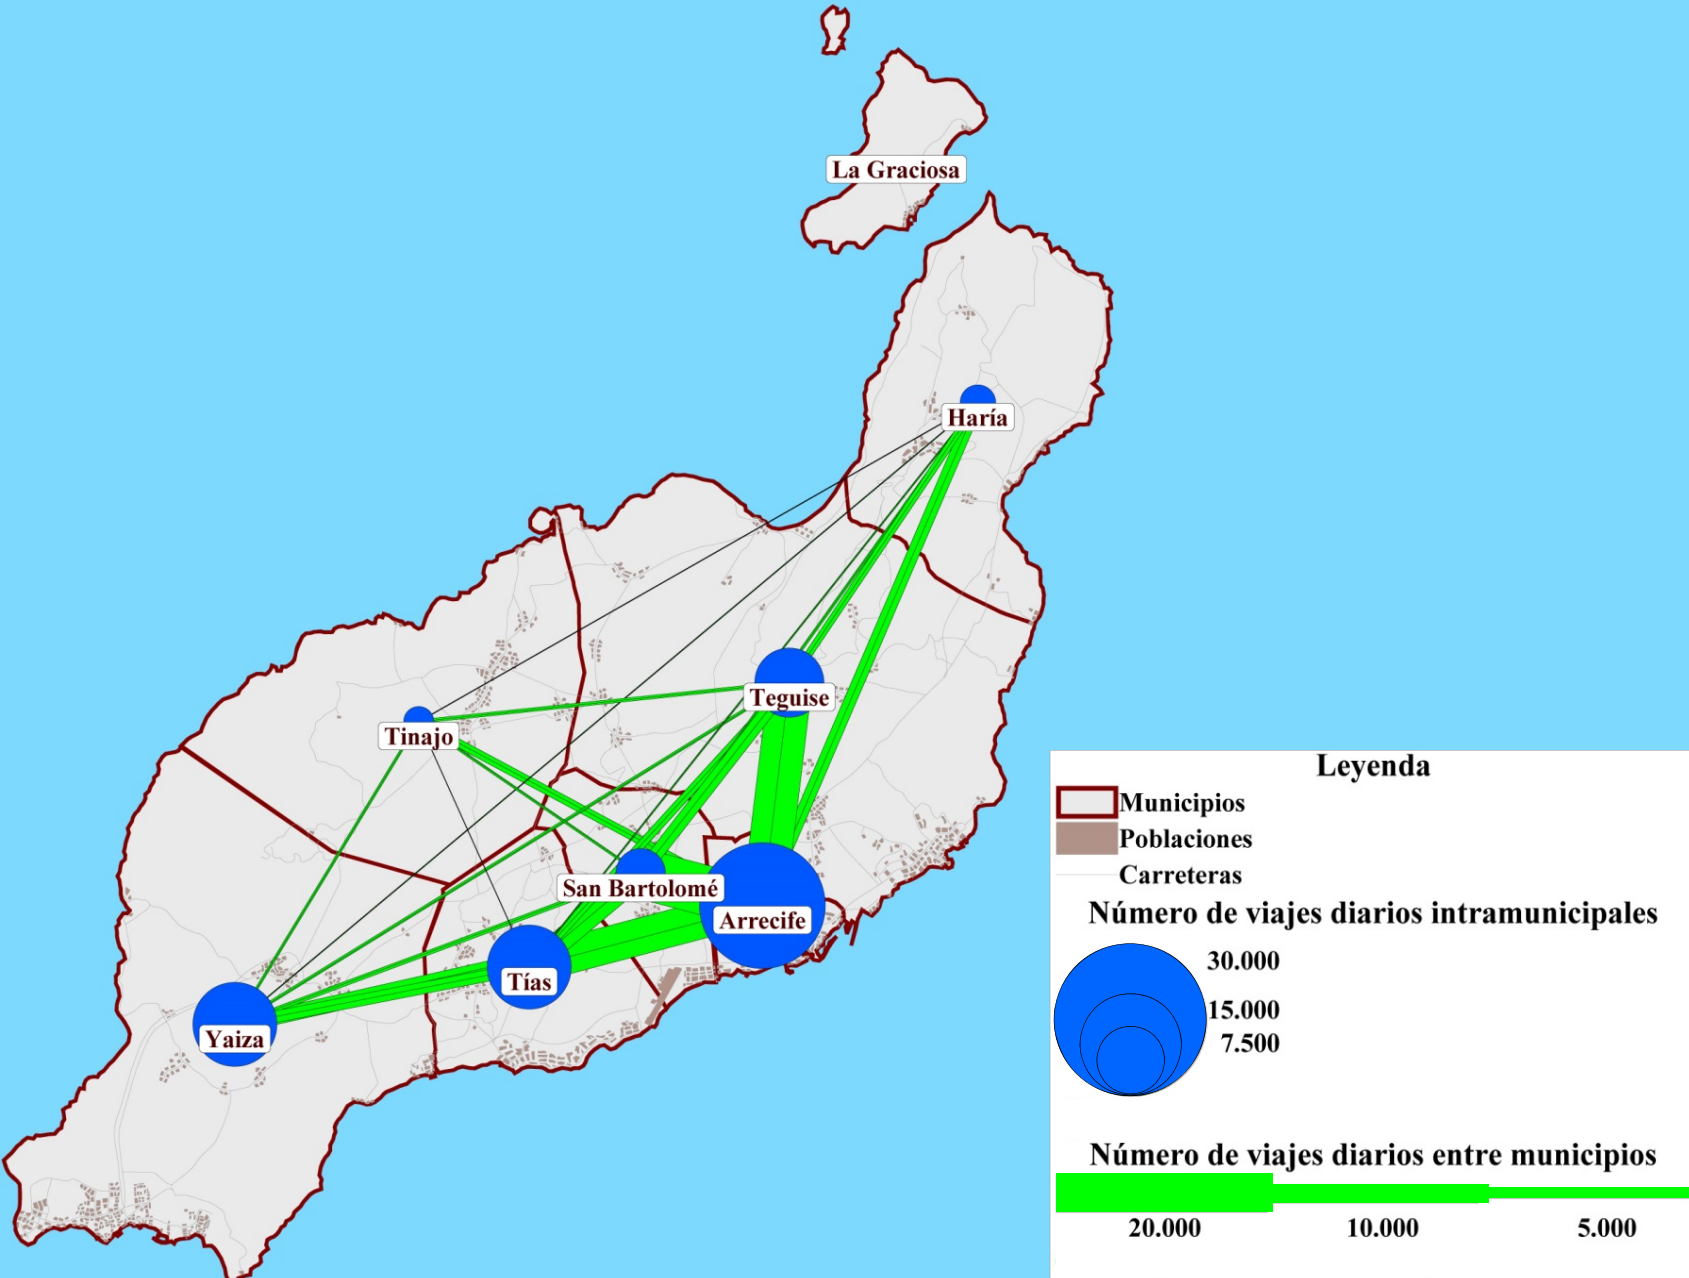 La Graciosa
Haría
Teguise
Tinajo
San Bartolomé
Arrecife
Tías
Yaiza
Leyenda
Municipios
Poblaciones
Carreteras
Número de viajes diarios intramunicipales
30.000
15.000
7.500
Número de viajes diarios entre municipios
20.000 10.000 5.000